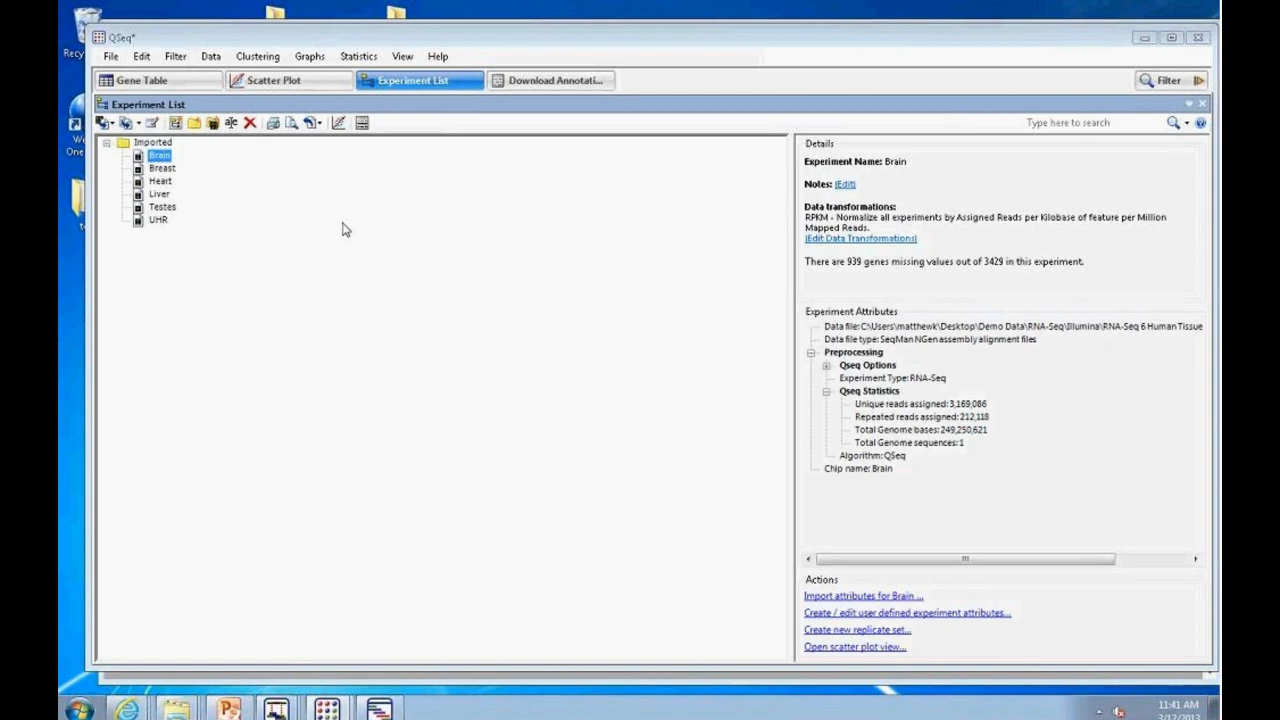 Recy
QSeq*
File Edit Filter Data Clustering Graphs Statistics View Help
Gene Table Scatter Plot Experiment List Download Annotati... Filter
Experiment List
Type here to search
Imported
Brain
Breast
Heart
Liver
Testes
UHR
We
One
Details
Experiment Name: Brain
Notes: (Edit)
Data transformations:
RPKM - Normalize all experiments by Assigned Reads per Kilobase of feature per Million
Mapped Reads.
(Edit Data Transformations)
There are 939 genes missing values out of 3429 in this experiment.
Experiment Attributes
Data file: C:\Users\matthewk\Desktop\Demo Data\RNA-Seq\Illumina\RNA-Seq 6 Human Tissue
Data file type: SeqMan NGen assembly alignment files
Preprocessing
Qseq Options
Experiment Type: RNA-Seq
Qseq Statistics
Unique reads assigned: 3,169,086
Repeated reads assigned: 212,118
Total Genome bases: 249,250,621
Total Genome sequences: 1
Algorithm: QSeq
Chip name: Brain
Actions
Import attributes for Brain ...
Create / edit user defined experiment attributes...
Create new replicate set...
Open scatter plot view...
11:41 AM
3/12/2013